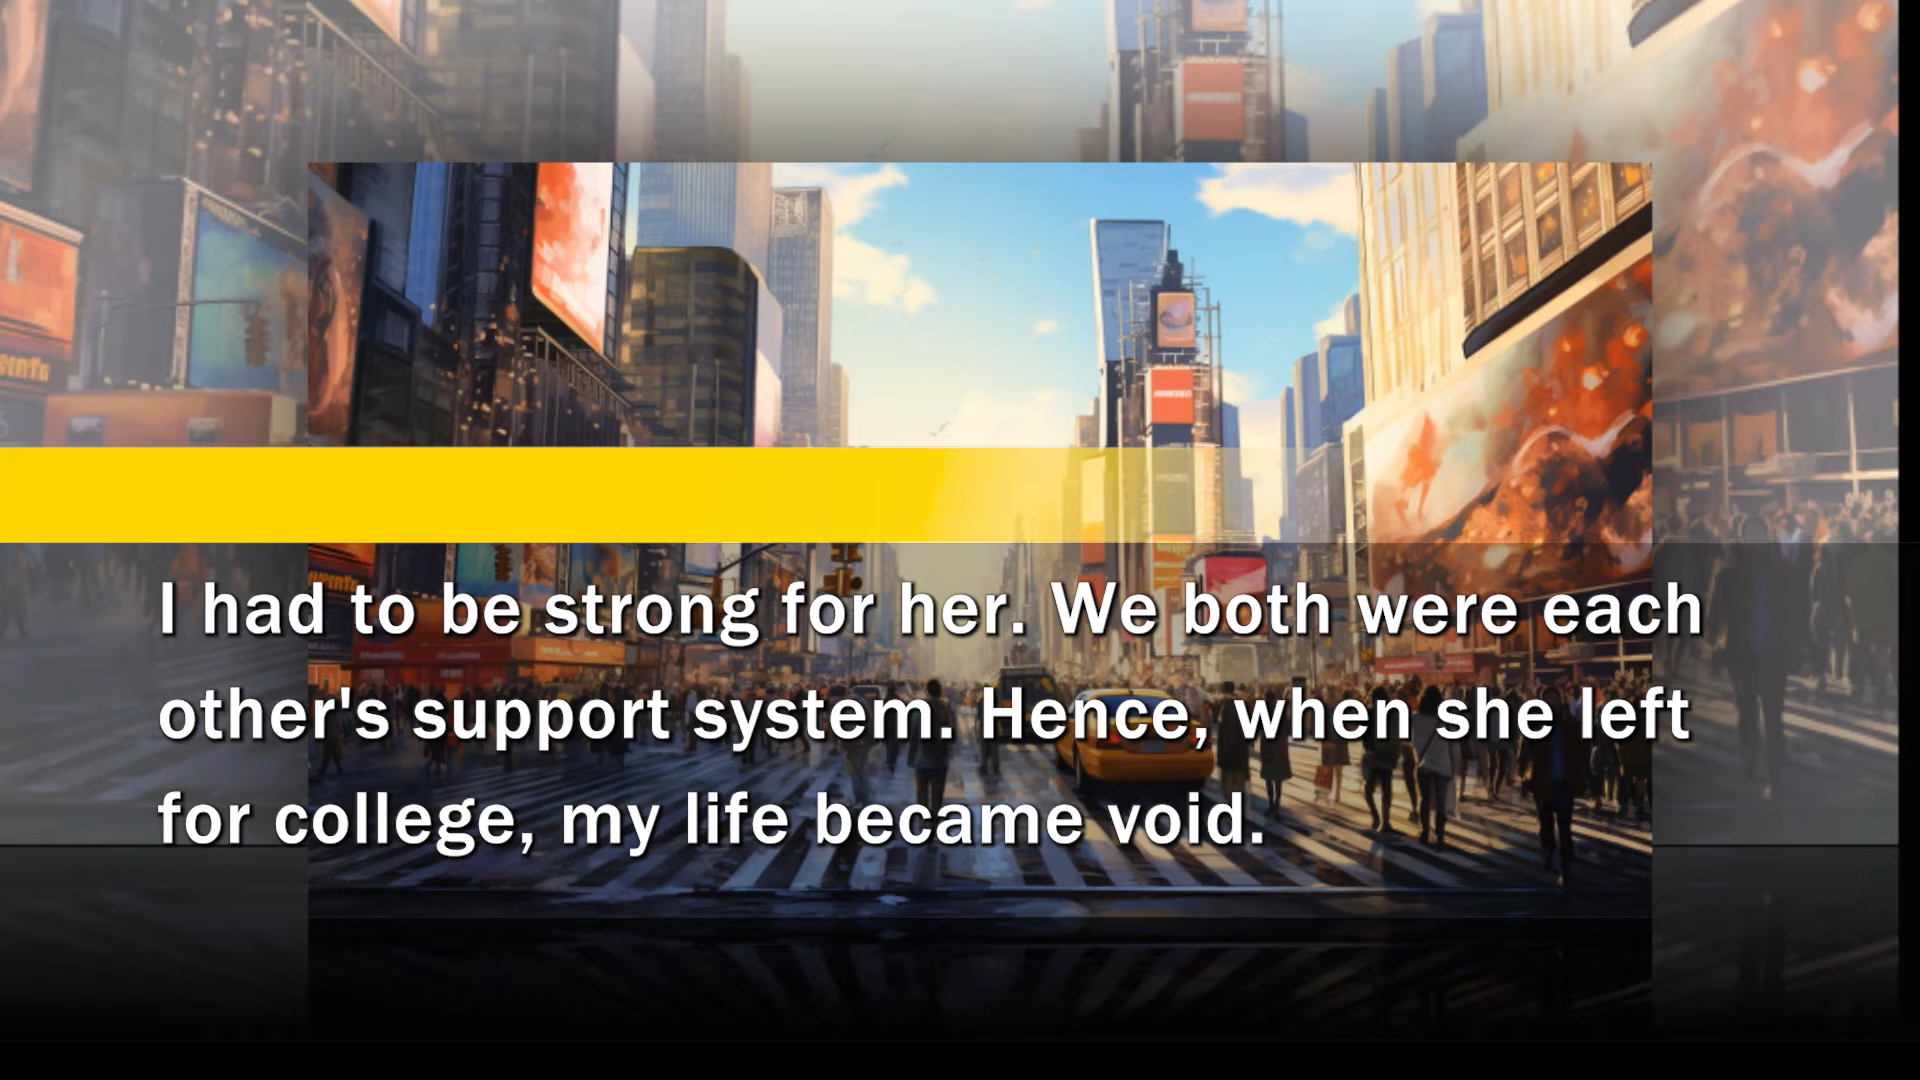 I had to be strong for her. We both were each
other's support system. Hence, when she left
for college, my life became void.